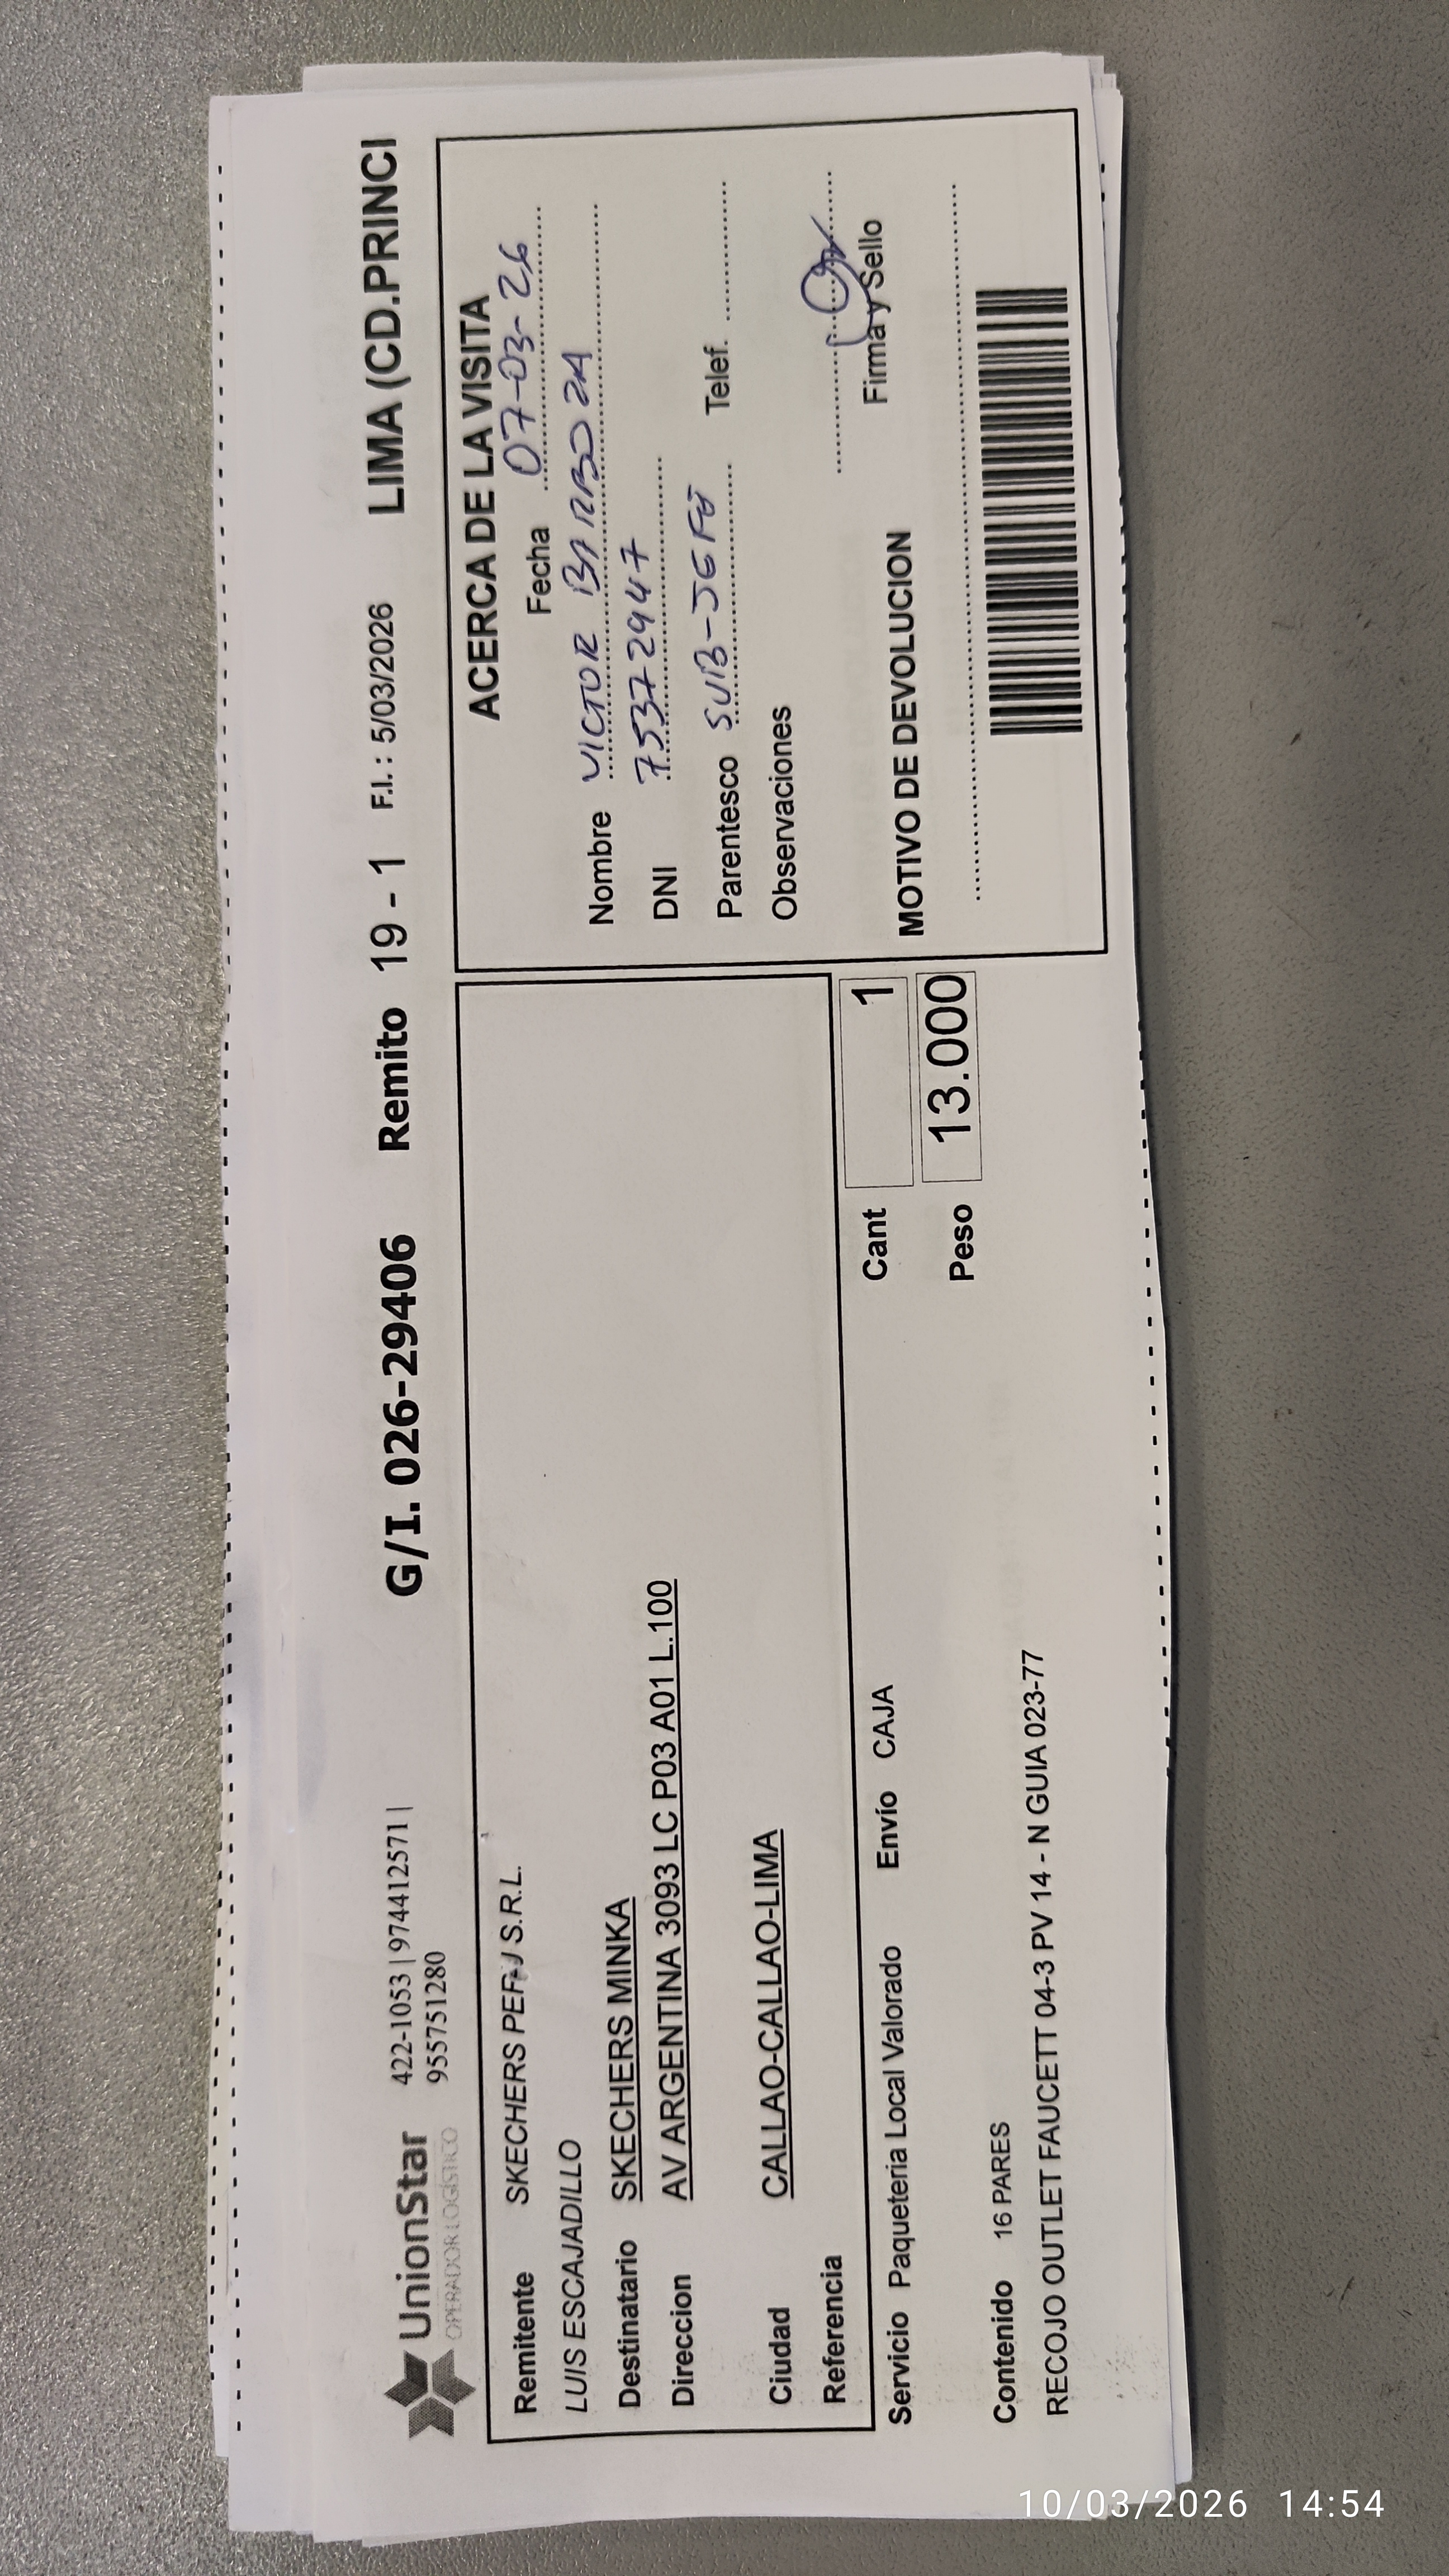 UnionStar
OPERADOR LOGÍSTICO
422-1053 | 974412571 |
955751280
G/I. 026-29406 Remito 19 - 1 F.I. : 5/03/2026 LIMA (CD.PRINCI
Remitente SKECHERS PERU S.R.L.
LUIS ESCAJADILLO
Destinatario SKECHERS MINKA
Direccion AV ARGENTINA 3093 LC P03 A01 L.100
Ciudad CALLAO-CALLAO-LIMA
Referencia
Servicio Paqueteria Local Valorado Envío CAJA
Cant 1
Peso 13.000
Contenido 16 PARES
RECOJO OUTLET FAUCETT 04-3 PV 14 - N GUIA 023-77
ACERCA DE LA VISITA
Fecha 07-03-26
Nombre VICTOR BARBOZA
DNI 75372947
Parentesco SUB-JEFE Telef.
Observaciones
Firma y Sello
MOTIVO DE DEVOLUCION
10/03/2026 14:54